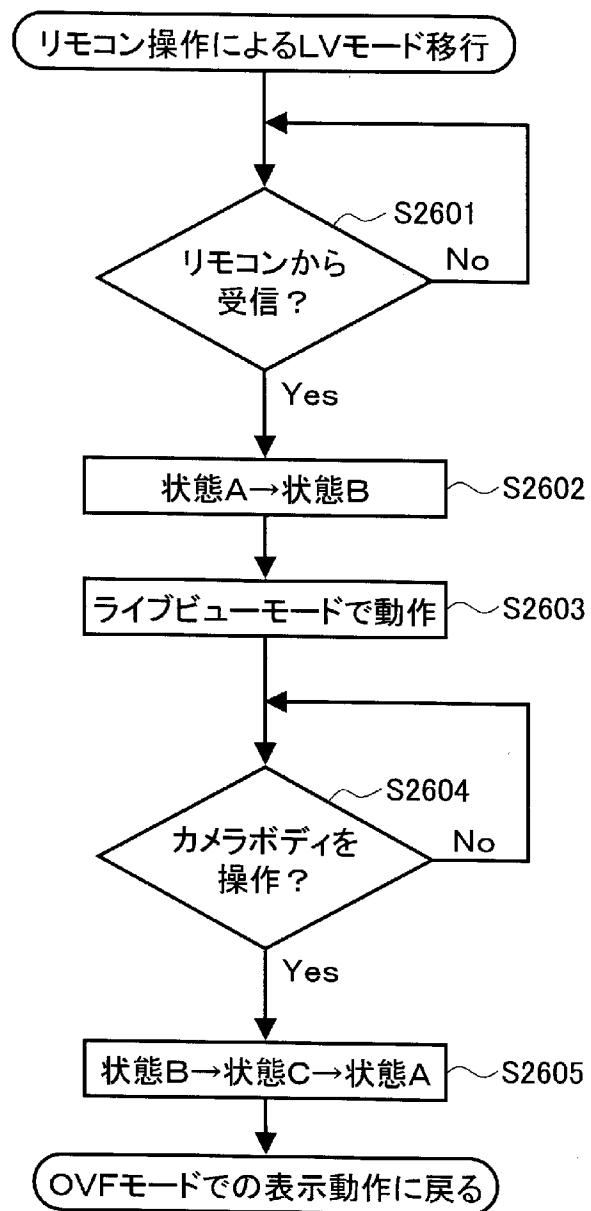 リモコン操作によるLVモード移行
S2601
リモコンから
受信？
No
Yes
状態A→状態B
S2602
ライブビューモードで動作
S2603
S2604
カメラボディを
操作？
No
Yes
状態B→状態C→状態A
S2605
OVFモードでの表示動作に戻る